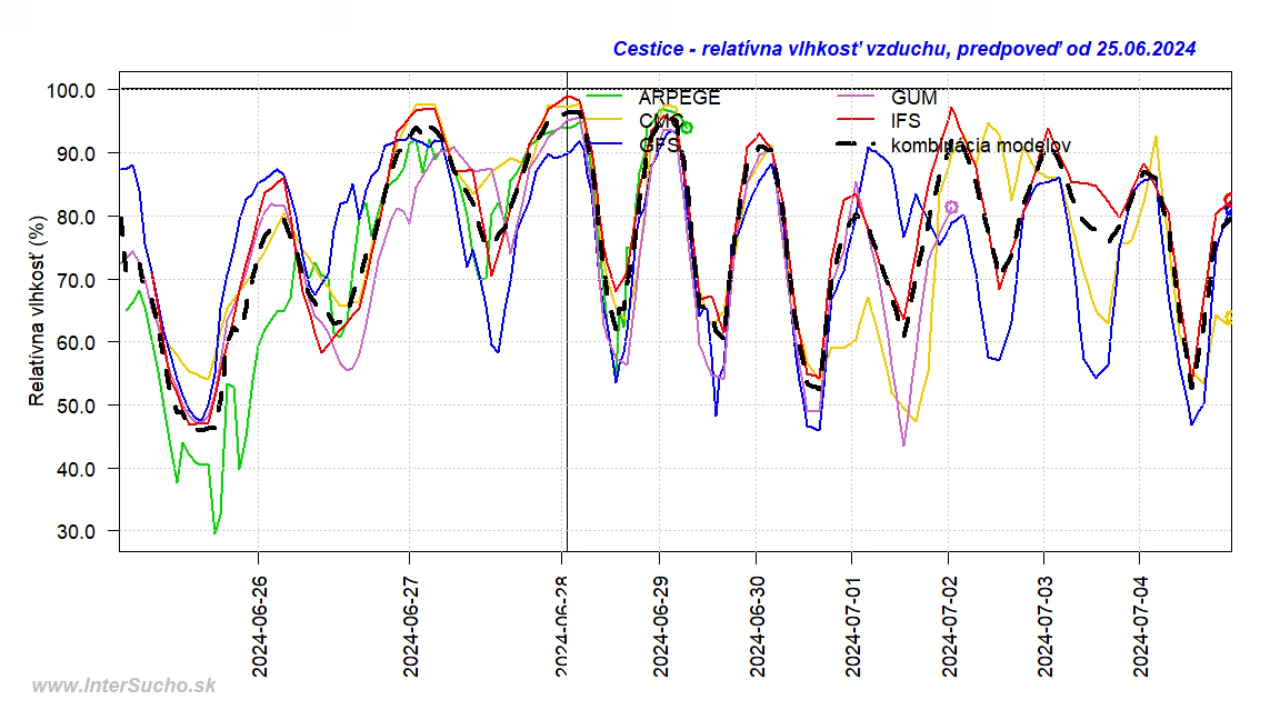 Cestice - relatívna vlhkosť vzduchu, predpoveď od 25.06.2024
Relatívna vlhkosť (%)
100.0
90.0
80.0
70.0
60.0
50.0
40.0
30.0
ARPEGE
CMC
GFS
GUM
IFS
kombinácia modelov
2024-06-26
2024-06-27
2024-06-28
2024-06-29
2024-06-30
2024-07-01
2024-07-02
2024-07-03
2024-07-04
www.InterSucho.sk